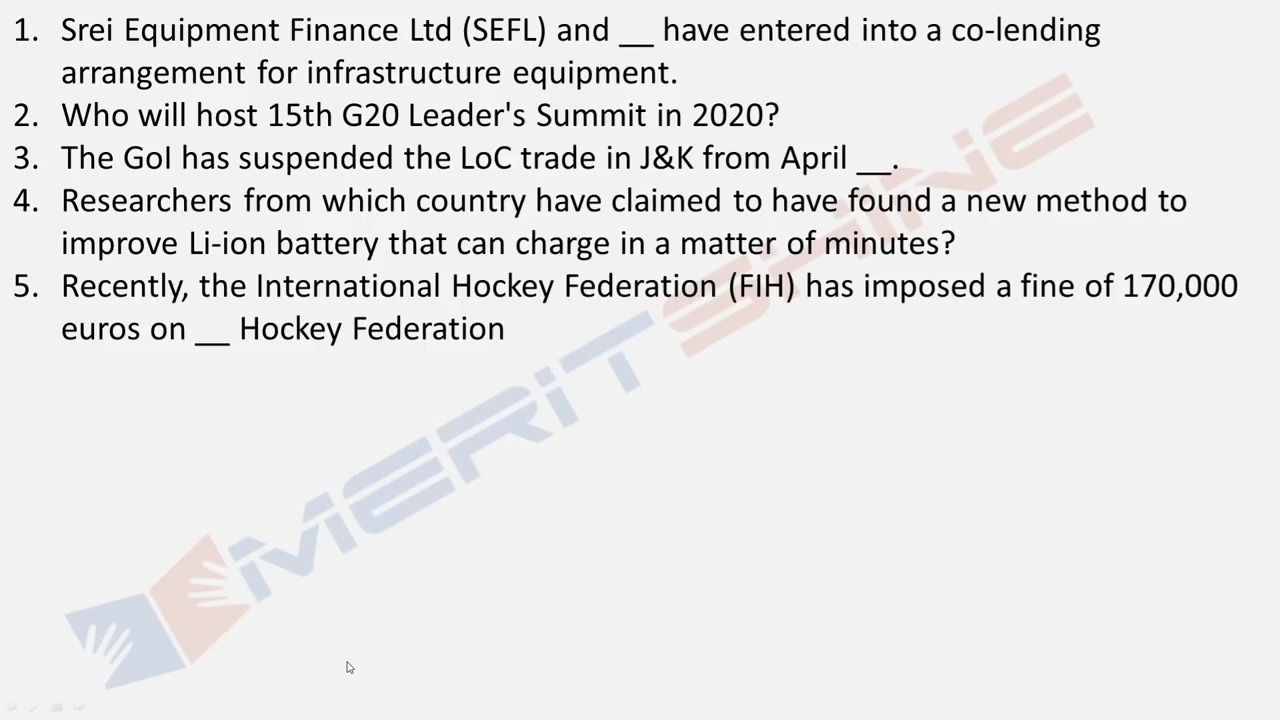 1. Srei Equipment Finance Ltd (SEFL) and __ have entered into a co-lending
arrangement for infrastructure equipment.
2. Who will host 15th G20 Leader's Summit in 2020?
3. The GoI has suspended the LoC trade in J&K from April __.
4. Researchers from which country have claimed to have found a new method to
improve Li-ion battery that can charge in a matter of minutes?
5. Recently, the International Hockey Federation (FIH) has imposed a fine of 170,000
euros on __ Hockey Federation
MERiTSHiNE